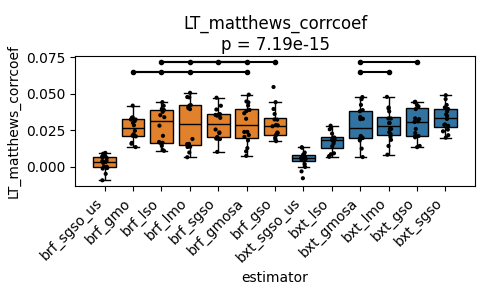 LT_matthews_corrcoef
p = 7.19e-15
LT_matthews_corrcoef
0.075
0.050
0.025
0.000
brf_sgso_us
brf_gmo
brf_lso
brf_lmo
brf_sgso
brf_gmosa
brf_gso
bxt_sgso_us
bxt_lso
bxt_gmosa
bxt_lmo
bxt_gso
bxt_sgso
estimator